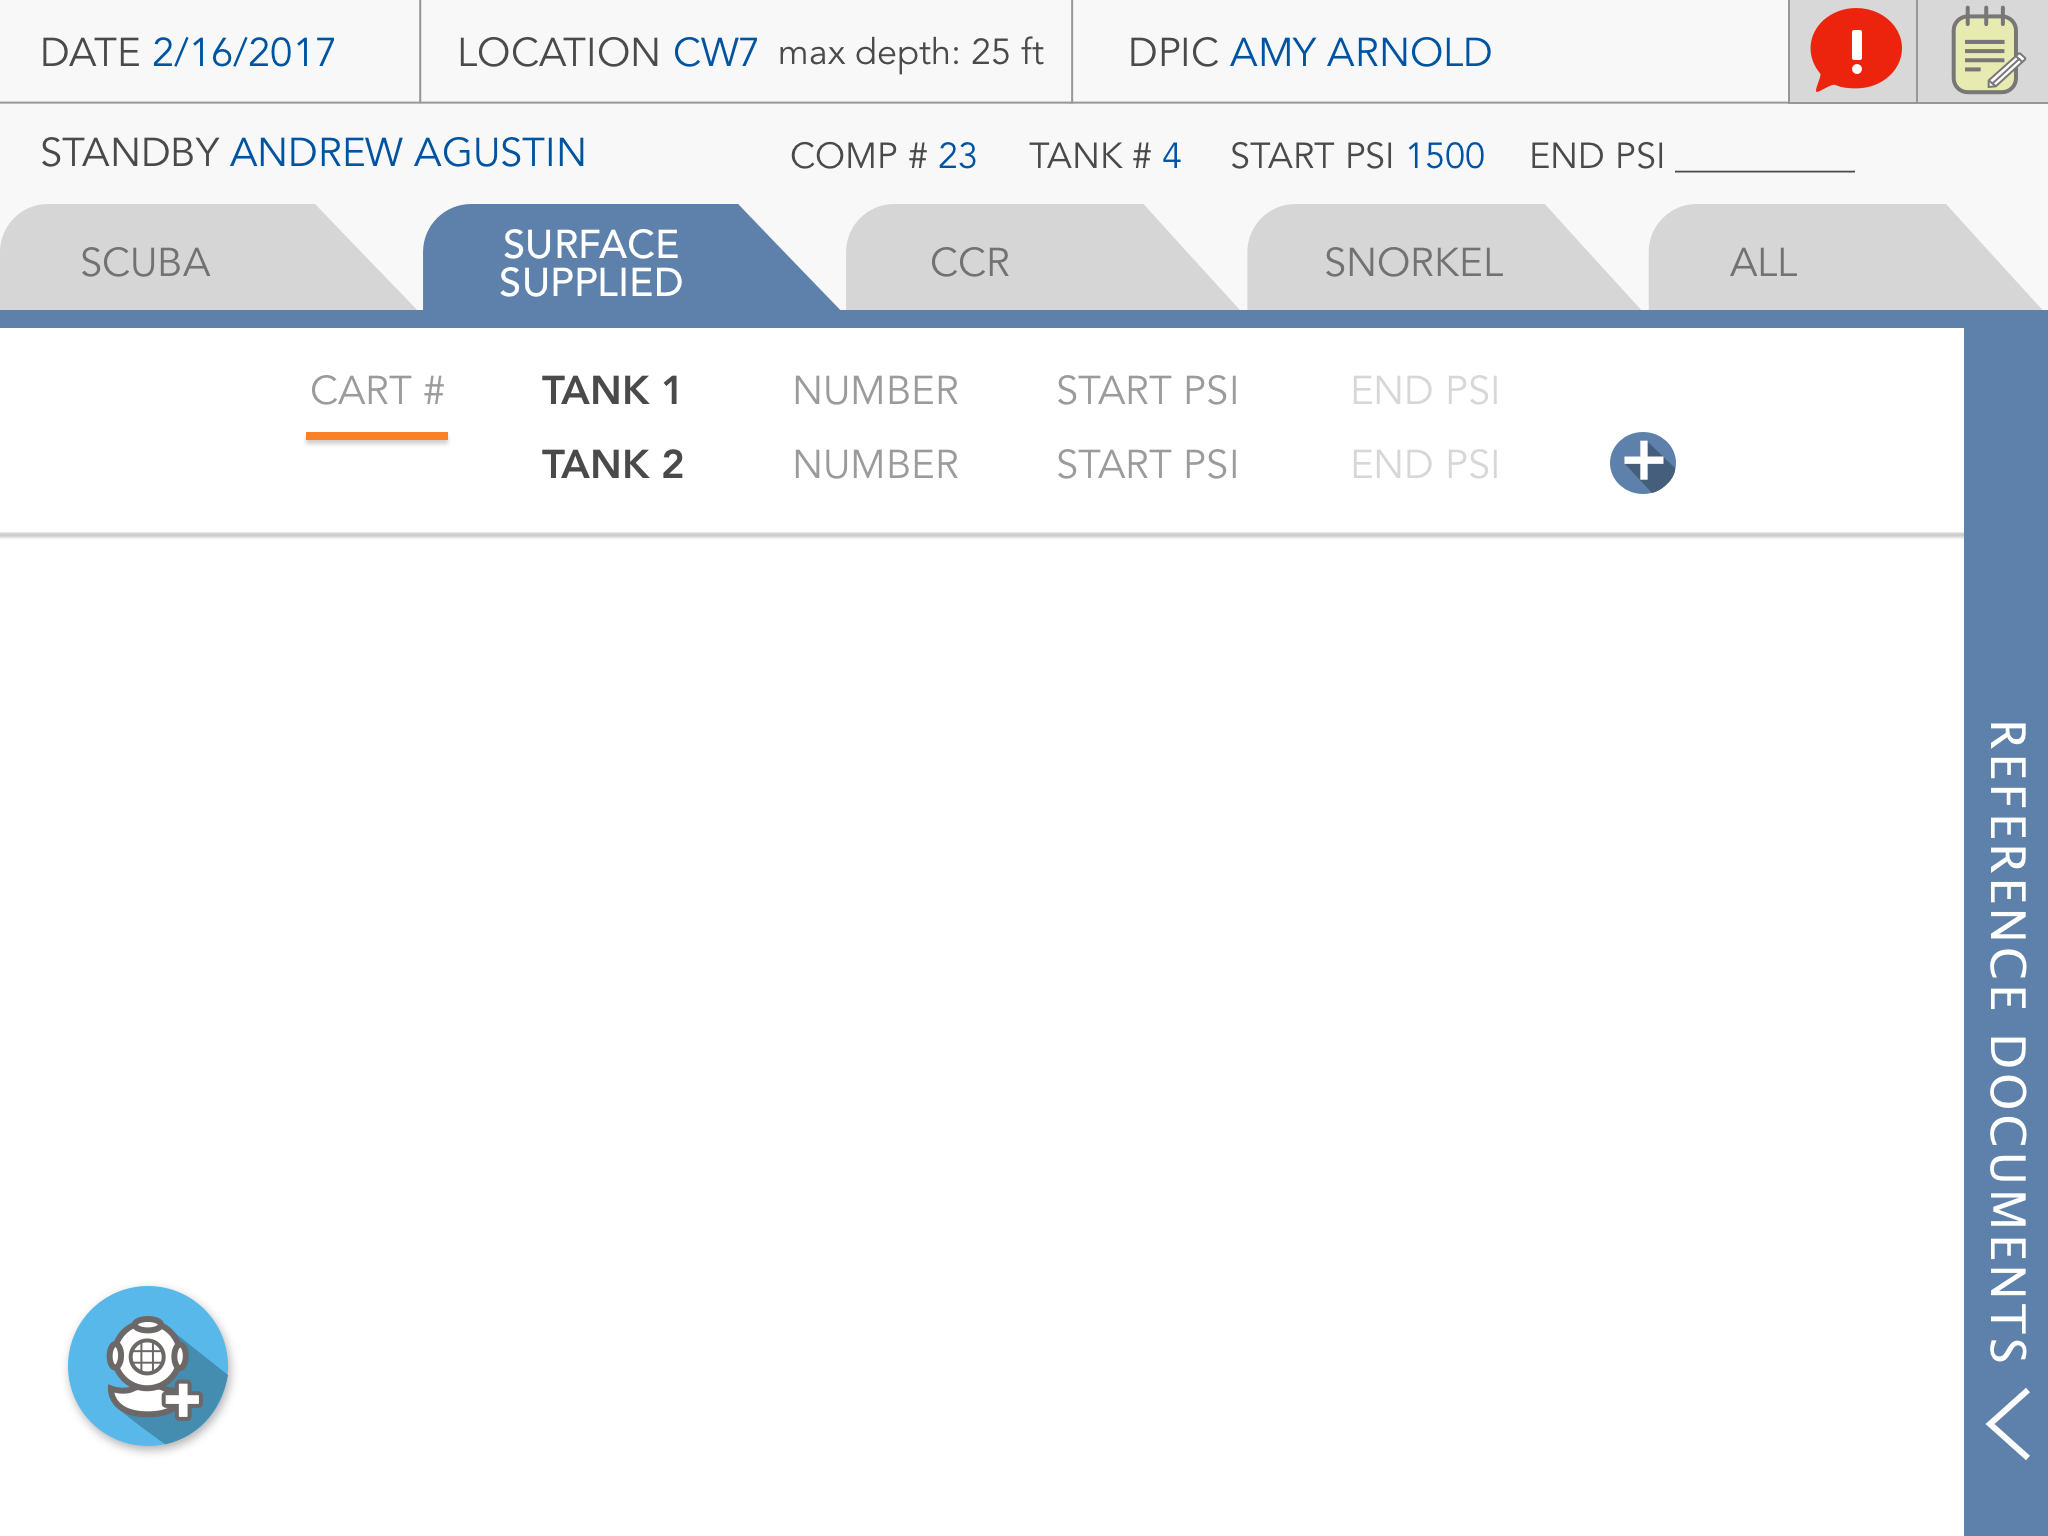 DATE 2/16/2017
LOCATION CW7 max depth: 25 ft
DPIC AMY ARNOLD
STANDBY ANDREW AGUSTIN
COMP # 23 TANK # 4 START PSI 1500 END PSI
SCUBA
SURFACE
SUPPLIED
CCR
SNORKEL
ALL
CART # TANK 1 NUMBER START PSI END PSI
TANK 2 NUMBER START PSI END PSI
REFERENCE DOCUMENTS